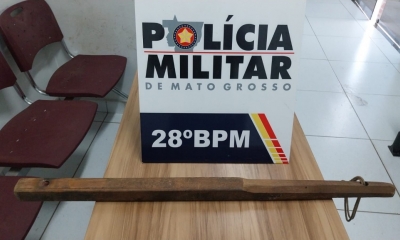 POLÍCIA
MILITAR
DE MATO GROSSO
28ºBPM